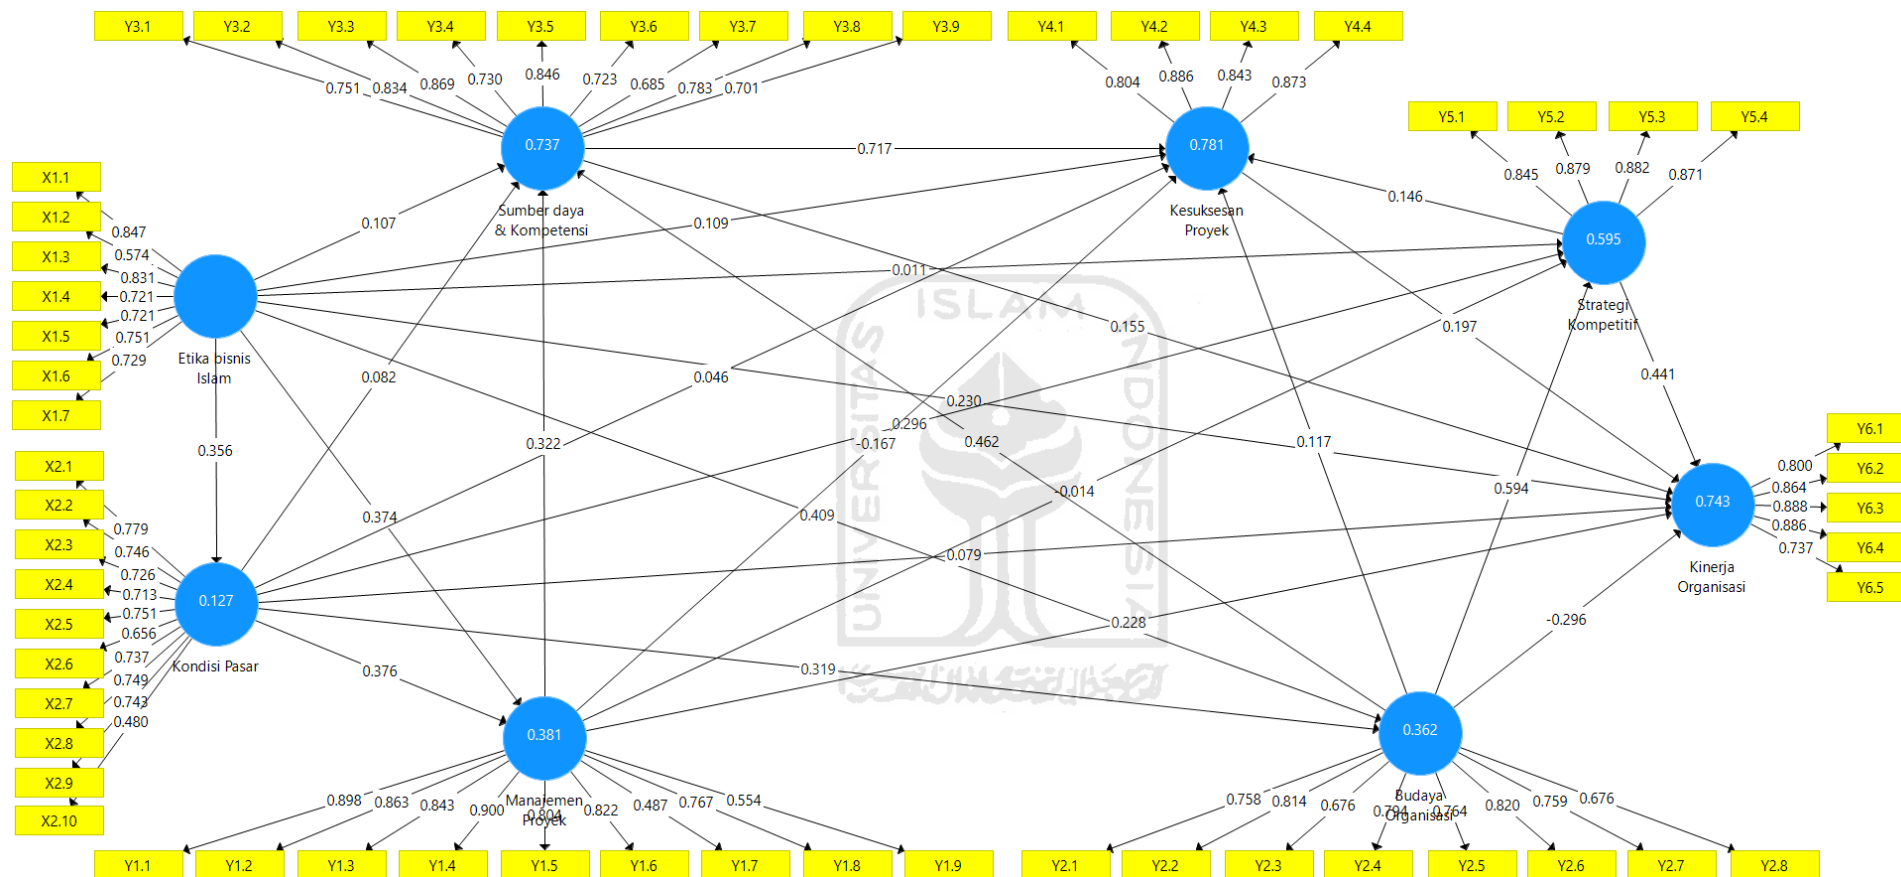 Y3.1 Y3.2 Y3.3 Y3.4 Y3.5 Y3.6 Y3.7 Y3.8 Y3.9 Y4.1 Y4.2 Y4.3 Y4.4
0.751 0.834 0.869 0.730 0.846 0.723 0.685 0.783 0.701 0.804 0.886 0.843 0.873
Y5.1 Y5.2 Y5.3 Y5.4
0.845 0.879 0.882 0.871
0.737
0.717
0.781
0.146
0.595
Sumber daya
& Kompetensi
Kesuksesan
Proyek
Strategi
Kompetitif
X1.1
X1.2
X1.3
X1.4
X1.5
X1.6
X1.7
0.847
0.574
0.831
0.721
0.721
0.751
0.729
Etika bisnis
Islam
0.107
0.109
0.011
0.155
0.197
0.441
0.082
0.046
0.230
0.296
-0.167
0.462
0.117
0.356
0.322
0.374
0.409
-0.014
0.594
0.079
0.228
-0.296
0.376
0.319
ISLAM
UNIVERSITAS
INDONESIA
X2.1
X2.2
X2.3
X2.4
X2.5
X2.6
X2.7
X2.8
X2.9
X2.10
0.779
0.746
0.726
0.713
0.751
0.656
0.737
0.749
0.743
0.480
0.127
Kondisi Pasar
0.743
Kinerja
Organisasi
0.800
0.864
0.888
0.886
0.737
Y6.1
Y6.2
Y6.3
Y6.4
Y6.5
0.381
Manajemen
Proyek
0.362
Budaya
Organisasi
0.898 0.863 0.843 0.900 0.804 0.822 0.487 0.767 0.554
0.758 0.814 0.676 0.794 0.764 0.820 0.759 0.676
Y1.1 Y1.2 Y1.3 Y1.4 Y1.5 Y1.6 Y1.7 Y1.8 Y1.9 Y2.1 Y2.2 Y2.3 Y2.4 Y2.5 Y2.6 Y2.7 Y2.8